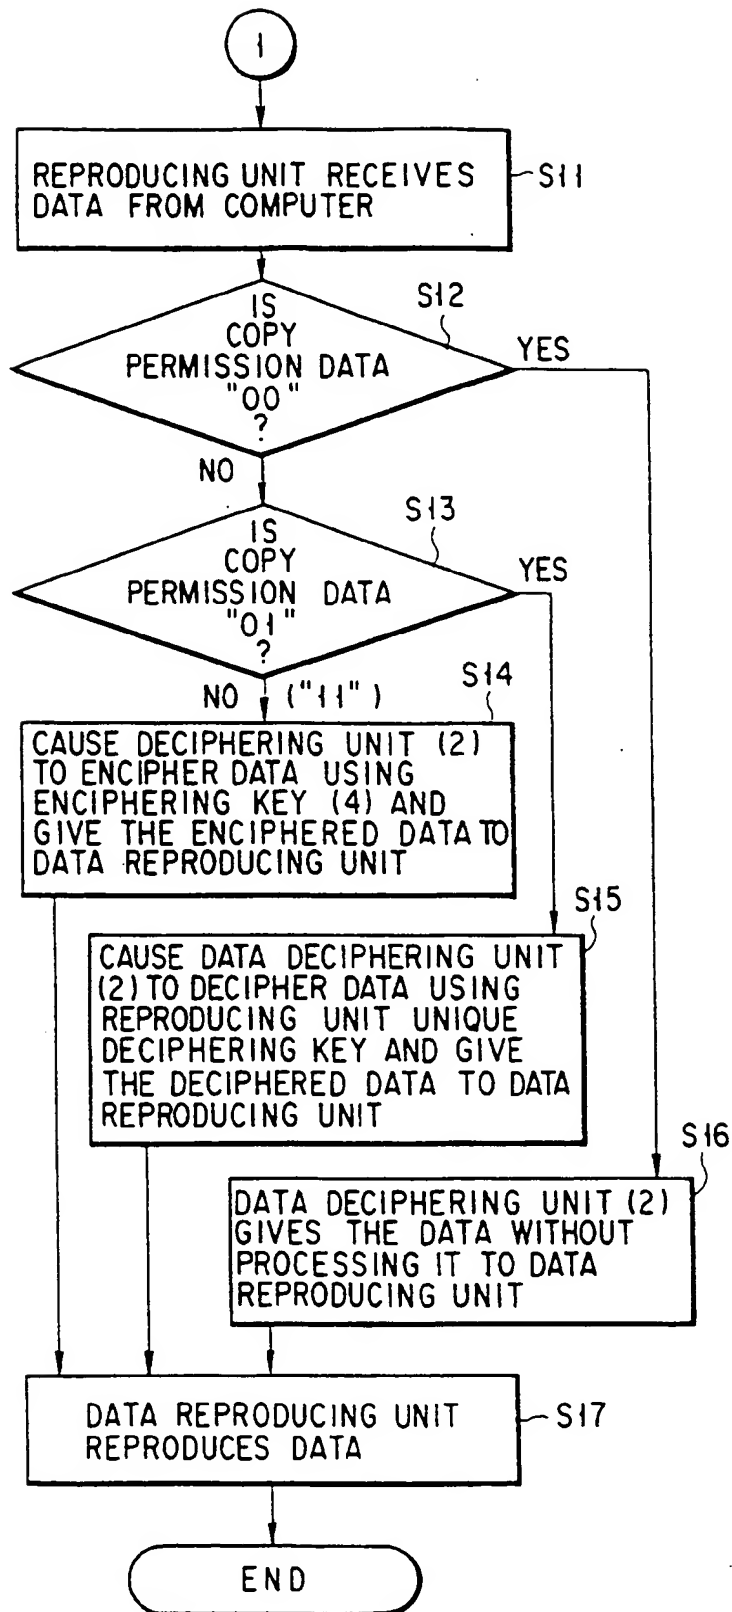 1
REPRODUCING UNIT RECEIVES
DATA FROM COMPUTER
S11
IS
COPY
PERMISSION DATA
"00"
?
S12
YES
NO
IS
COPY
PERMISSION DATA
"01"
?
S13
YES
NO ("11")
S14
CAUSE DECIPHERING UNIT (2)
TO ENCIPHER DATA USING
ENCIPHERING KEY (4) AND
GIVE THE ENCIPHERED DATA TO
DATA REPRODUCING UNIT
S15
CAUSE DATA DECIPHERING UNIT
(2) TO DECIPHER DATA USING
REPRODUCING UNIT UNIQUE
DECIPHERING KEY AND GIVE
THE DECIPHERED DATA TO DATA
REPRODUCING UNIT
S16
DATA DECIPHERING UNIT (2)
GIVES THE DATA WITHOUT
PROCESSING IT TO DATA
REPRODUCING UNIT
DATA REPRODUCING UNIT
REPRODUCES DATA
S17
END